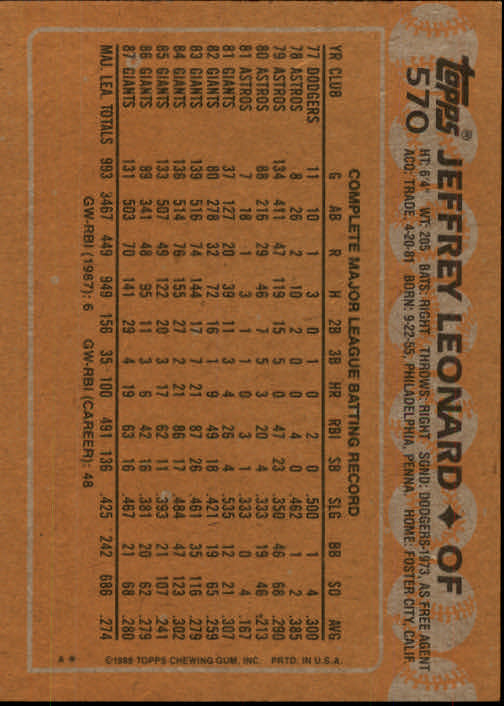 topps® JEFFREY LEONARD ♦ OF
570 HT: 6'4" WT: 205 BATS: RIGHT THROWS: RIGHT SGND: DODGERS-1973, AS FREE AGENT
ACQ: TRADE, 4-20-81 BORN: 9-22-55, PHILADELPHIA, PENNA HOME: FOSTER CITY, CALIF.
COMPLETE MAJOR LEAGUE BATTING RECORD
YR CLUB G AB R H 2B 3B HR RBI SB SLG BB SO AVG
77 DODGERS 11 10 1 3 0 1 0 2 0 .500 1 4 .300
78 ASTROS 8 26 2 10 2 0 0 4 0 .462 1 2 .385
79 ASTROS 134 411 47 119 15 5 0 47 23 .350 46 68 .290
80 ASTROS 88 216 29 46 7 5 3 20 4 .333 19 46 .213
81 ASTROS 7 18 1 3 1 1 0 3 1 .333 0 4 .167
81 GIANTS 37 127 20 39 11 3 4 26 4 .535 12 21 .307
82 GIANTS 80 278 32 72 16 1 9 49 18 .421 19 65 .259
83 GIANTS 139 516 74 144 17 7 21 87 26 .461 35 116 .279
84 GIANTS 136 514 76 155 27 2 21 86 17 .484 47 123 .302
85 GIANTS 133 507 49 122 20 3 17 62 11 .393 21 107 .241
86 GIANTS 89 341 48 95 11 3 6 42 16 .381 20 62 .279
87 GIANTS 131 503 70 141 29 4 19 63 16 .467 21 68 .280
MAJ. LEA. TOTALS 993 3467 449 949 156 35 100 491 136 .425 242 686 .274
GW-RBI (1987): 6 GW-RBI (CAREER): 48
©1988 TOPPS CHEWING GUM, INC. PRTD. IN U.S.A.
A **